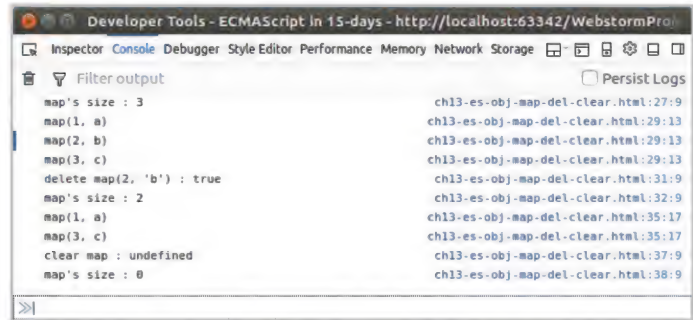 Developer Tools - ECMAScript in 15-days - http://localhost:63342/WebstormPro
Inspector Console Debugger Style Editor Performance Memory Network Storage
Filter output Persist Logs
map's size : 3 ch13-es-obj-map-del-clear.html:27:9
map(1, a) ch13-es-obj-map-del-clear.html:29:13
map(2, b) ch13-es-obj-map-del-clear.html:29:13
map(3, c) ch13-es-obj-map-del-clear.html:29:13
delete map(2, 'b') : true ch13-es-obj-map-del-clear.html:31:9
map's size : 2 ch13-es-obj-map-del-clear.html:32:9
map(1, a) ch13-es-obj-map-del-clear.html:35:17
map(3, c) ch13-es-obj-map-del-clear.html:35:17
clear map : undefined ch13-es-obj-map-del-clear.html:37:9
map's size : 0 ch13-es-obj-map-del-clear.html:38:9